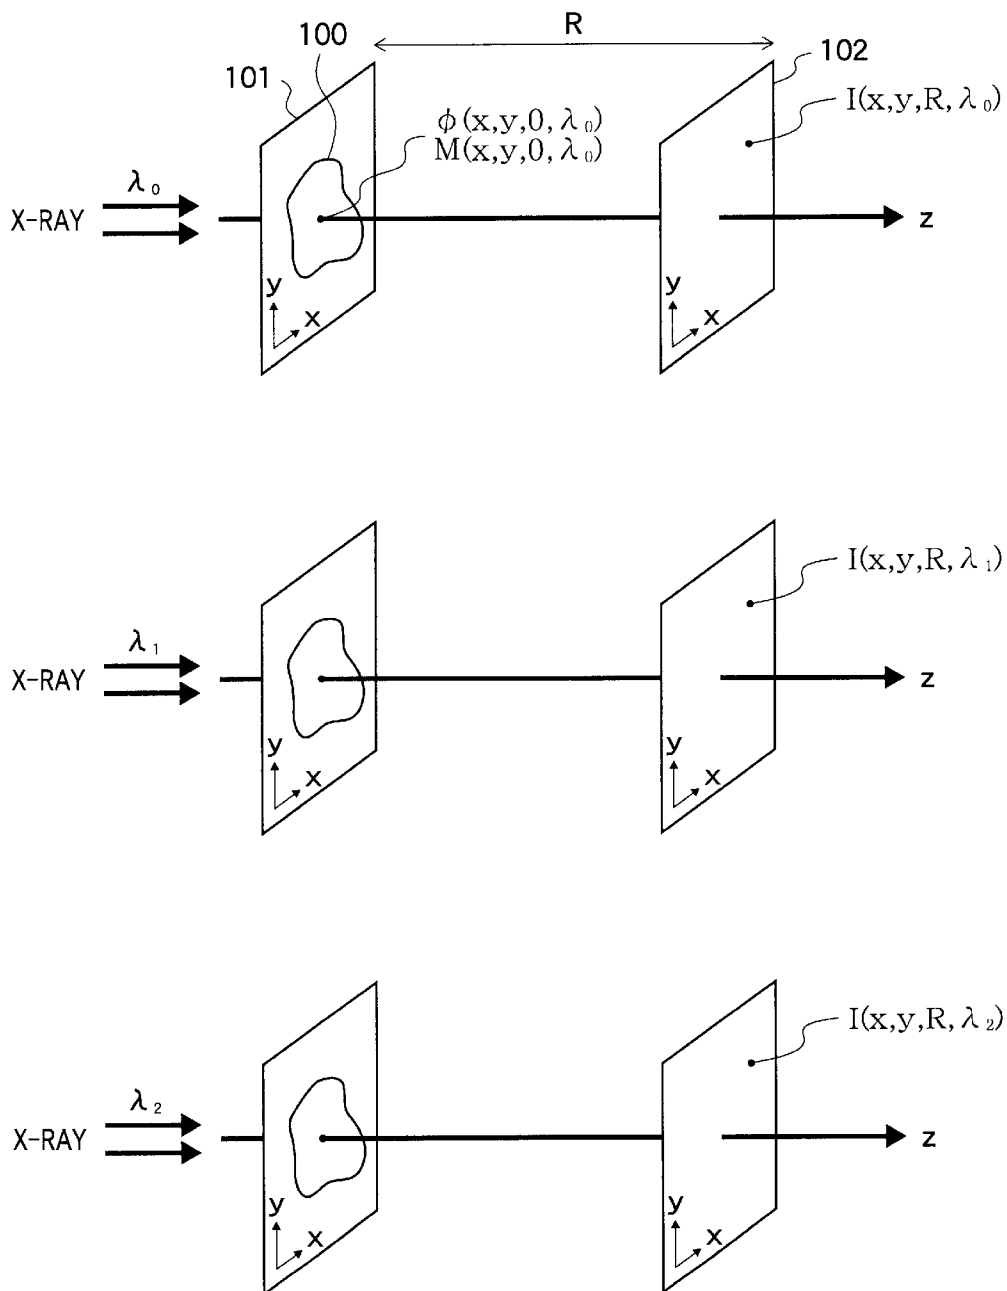 R
100
101
102
ϕ(x,y,0,λ₀)
M(x,y,0,λ₀)
I(x,y,R,λ₀)
λ₀
X-RAY
z
y
x
y
x
I(x,y,R,λ₁)
λ₁
X-RAY
z
y
x
y
x
I(x,y,R,λ₂)
λ₂
X-RAY
z
y
x
y
x